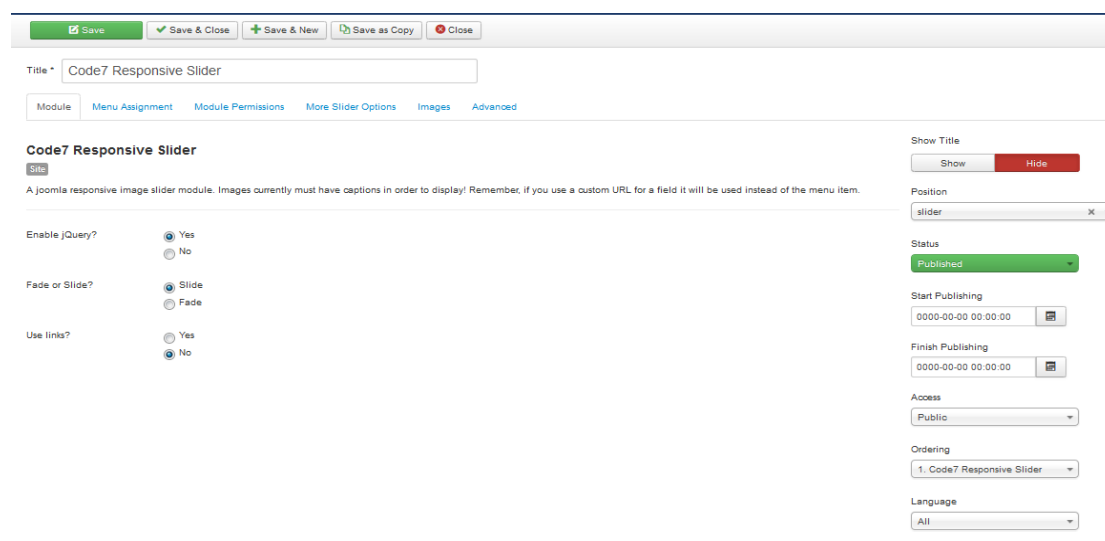 Save Save & Close Save & New Save as Copy Close
Title * Code7 Responsive Slider
Module Menu Assignment Module Permissions More Slider Options Images Advanced
Code7 Responsive Slider
Site
A joomla responsive image slider module. Images currently must have captions in order to display! Remember, if you use a custom URL for a field it will be used instead of the menu item.
Enable jQuery? Yes
No
Fade or Slide? Slide
Fade
Use links? Yes
No
Show Title
Show Hide
Position
slider
Status
Published
Start Publishing
0000-00-00 00:00:00
Finish Publishing
0000-00-00 00:00:00
Access
Public
Ordering
1. Code7 Responsive Slider
Language
All